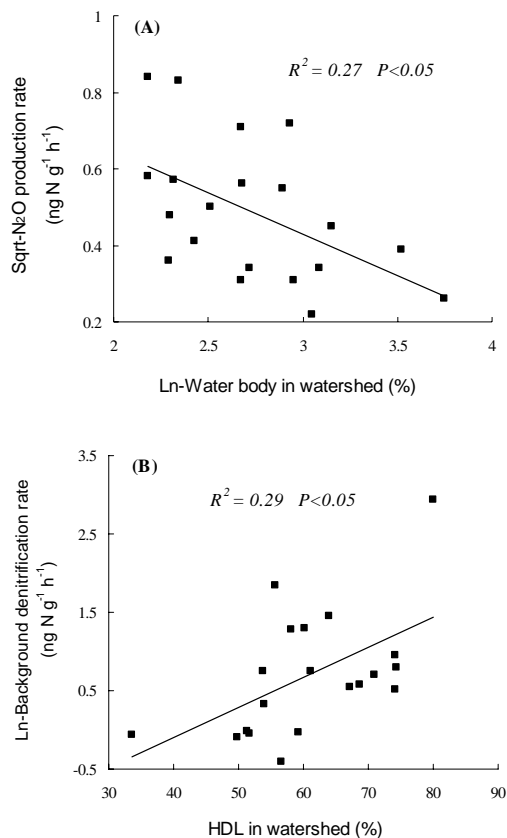 (A)
R² = 0.27 P<0.05
Sqrt-N₂O production rate
(ng N g⁻¹ h⁻¹)
1
0.8
0.6
0.4
0.2
2
2.5
3
3.5
4
Ln-Water body in watershed (%)
(B)
R² = 0.29 P<0.05
Ln-Background denitrification rate
(ng N g⁻¹ h⁻¹)
3.5
2.5
1.5
0.5
-0.5
30
40
50
60
70
80
90
HDL in watershed (%)